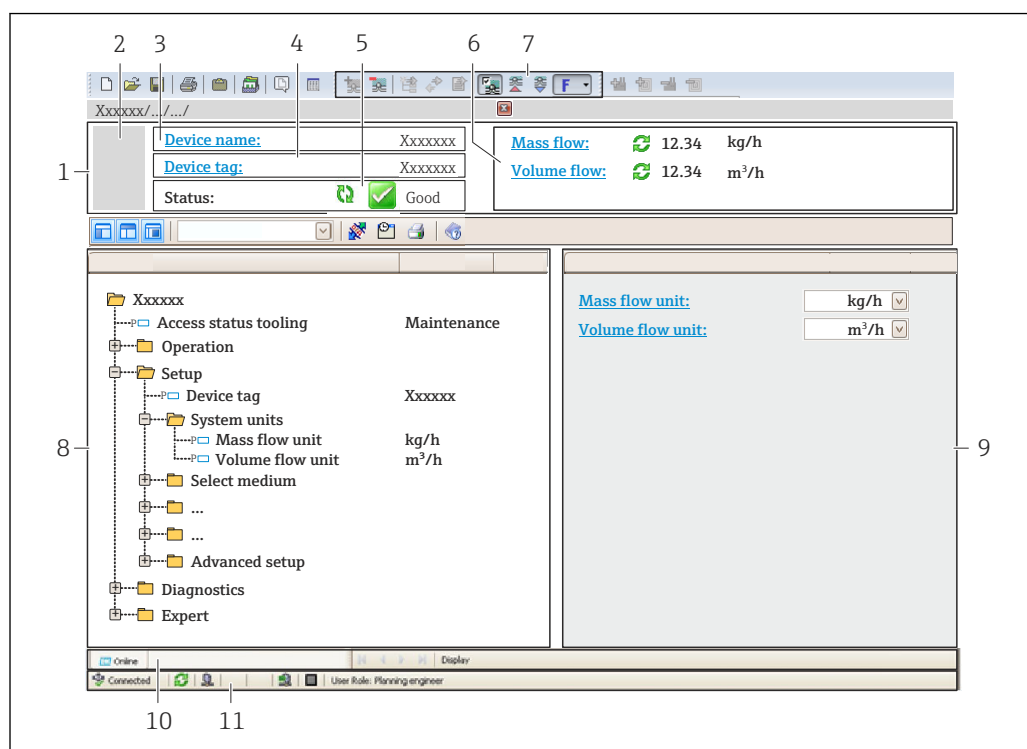 2 3 4 5 6 7
F
Xxxxxx/.../.../
1
Device name: Xxxxxxx
Device tag: Xxxxxxx
Status: Good
Mass flow: 12.34 kg/h
Volume flow: 12.34 m³/h
Xxxxxx
P Access status tooling Maintenance
Operation
Setup
P Device tag Xxxxxx
System units
P Mass flow unit kg/h
P Volume flow unit m³/h
Select medium
...
...
Advanced setup
Diagnostics
Expert
8
Mass flow unit: kg/h
Volume flow unit: m³/h
9
Online Display
Connected User Role: Planning engineer
10 11